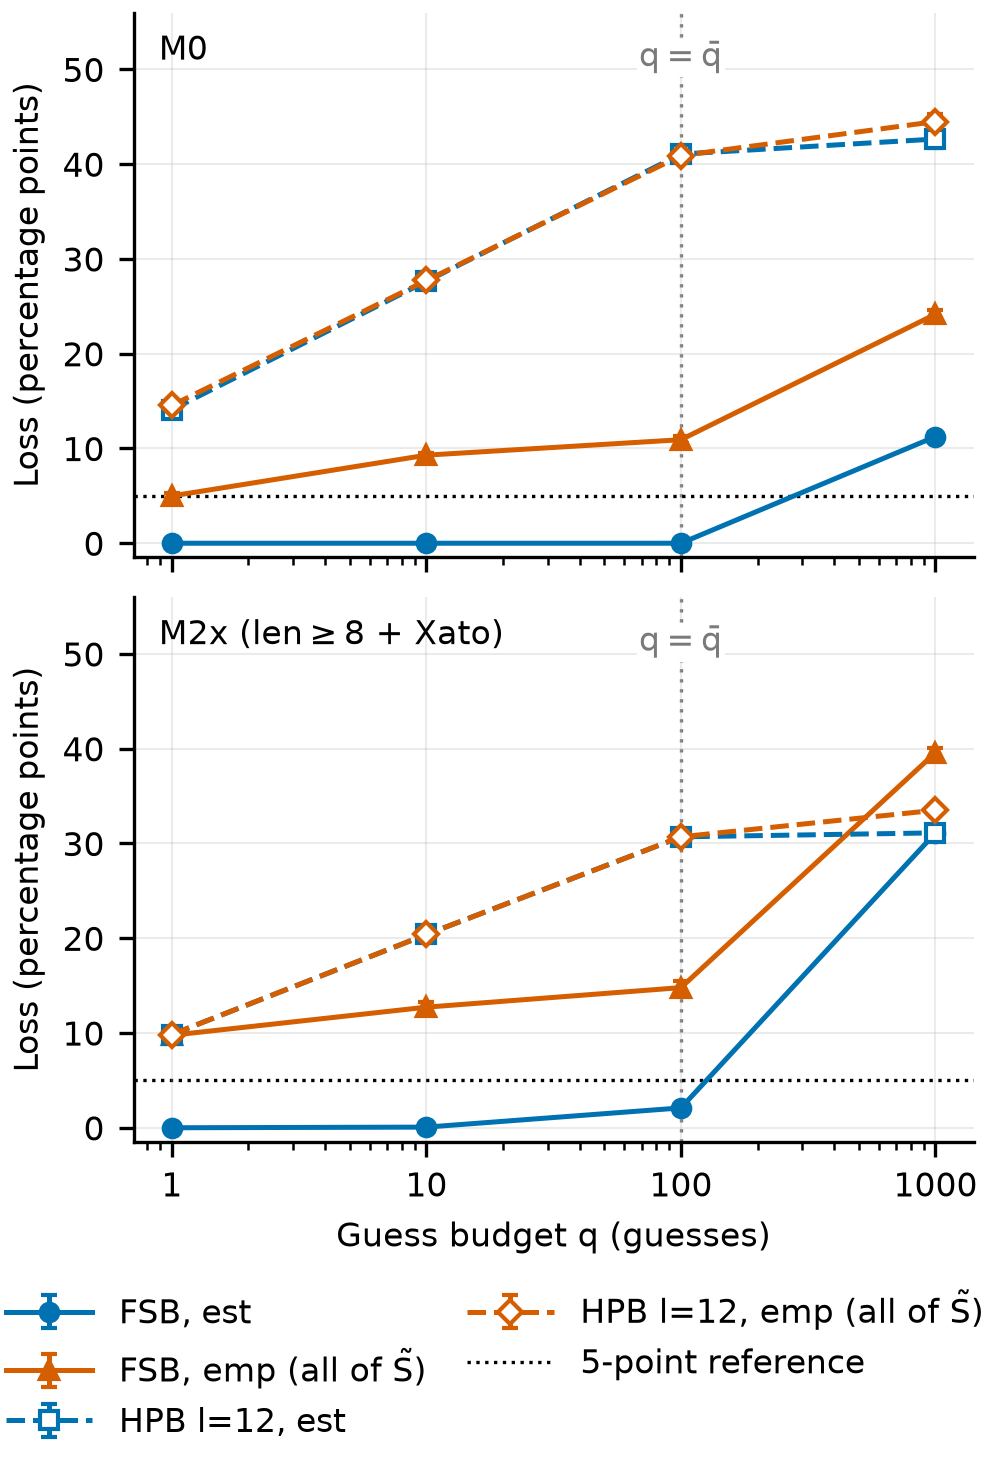 M0
q = q̄
Loss (percentage points)
50
40
30
20
10
0
M2x (len ≥ 8 + Xato)
q = q̄
Loss (percentage points)
50
40
30
20
10
0
1 10 100 1000
Guess budget q (guesses)
FSB, est
FSB, emp (all of S̃)
HPB l=12, est
HPB l=12, emp (all of S̃)
5-point reference